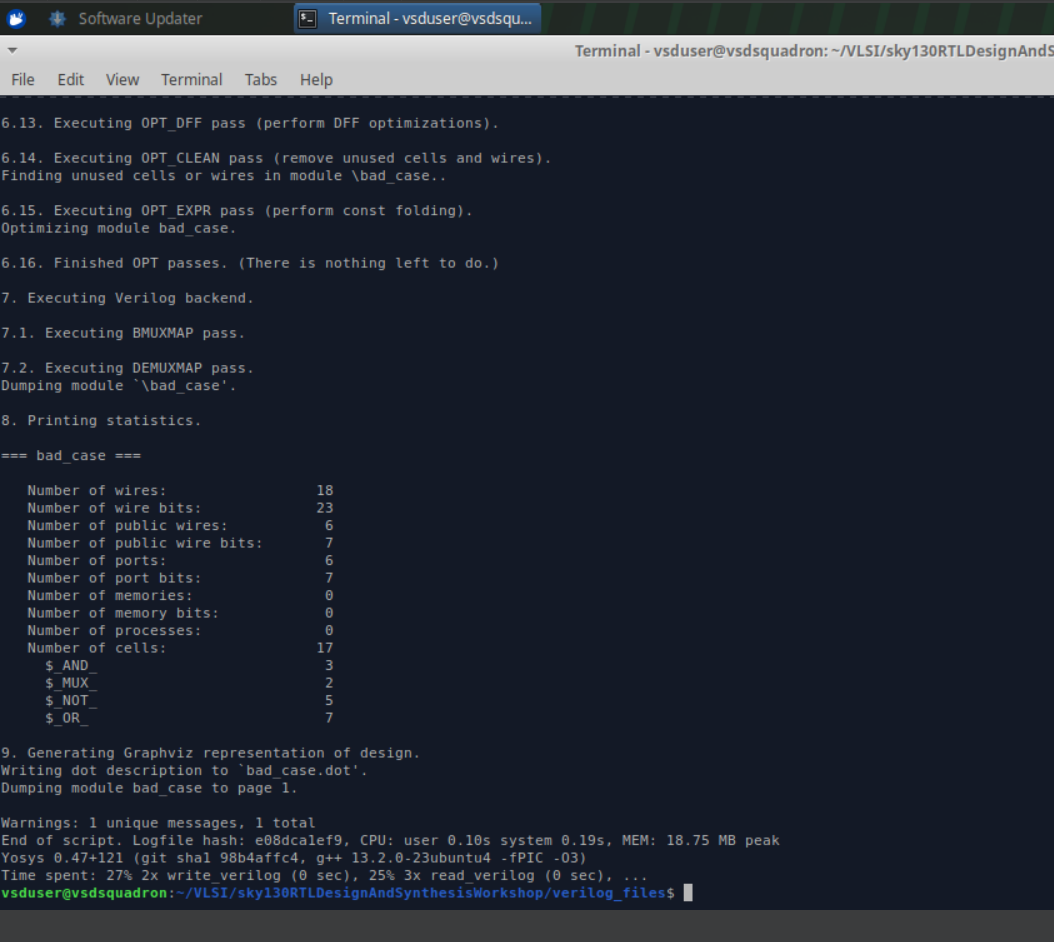 Software Updater
Terminal - vsduser@vsdsqu...
Terminal - vsduser@vsdsquadron: ~/VLSI/sky130RTLDesignAndS
File Edit View Terminal Tabs Help
6.13. Executing OPT_DFF pass (perform DFF optimizations).
6.14. Executing OPT_CLEAN pass (remove unused cells and wires).
Finding unused cells or wires in module \bad_case..
6.15. Executing OPT_EXPR pass (perform const folding).
Optimizing module bad_case.
6.16. Finished OPT passes. (There is nothing left to do.)
7. Executing Verilog backend.
7.1. Executing BMUXMAP pass.
7.2. Executing DEMUXMAP pass.
Dumping module `\bad_case'.
8. Printing statistics.
=== bad_case ===
Number of wires: 18
Number of wire bits: 23
Number of public wires: 6
Number of public wire bits: 7
Number of ports: 6
Number of port bits: 7
Number of memories: 0
Number of memory bits: 0
Number of processes: 0
Number of cells: 17
$_AND_ 3
$_MUX_ 2
$_NOT_ 5
$_OR_ 7
9. Generating Graphviz representation of design.
Writing dot description to `bad_case.dot'.
Dumping module bad_case to page 1.
Warnings: 1 unique messages, 1 total
End of script. Logfile hash: e08dca1ef9, CPU: user 0.10s system 0.19s, MEM: 18.75 MB peak
Yosys 0.47+121 (git sha1 98b4affc4, g++ 13.2.0-23ubuntu4 -fPIC -O3)
Time spent: 27% 2x write_verilog (0 sec), 25% 3x read_verilog (0 sec), ...
vsduser@vsdsquadron:~/VLSI/sky130RTLDesignAndSynthesisWorkshop/verilog_files$